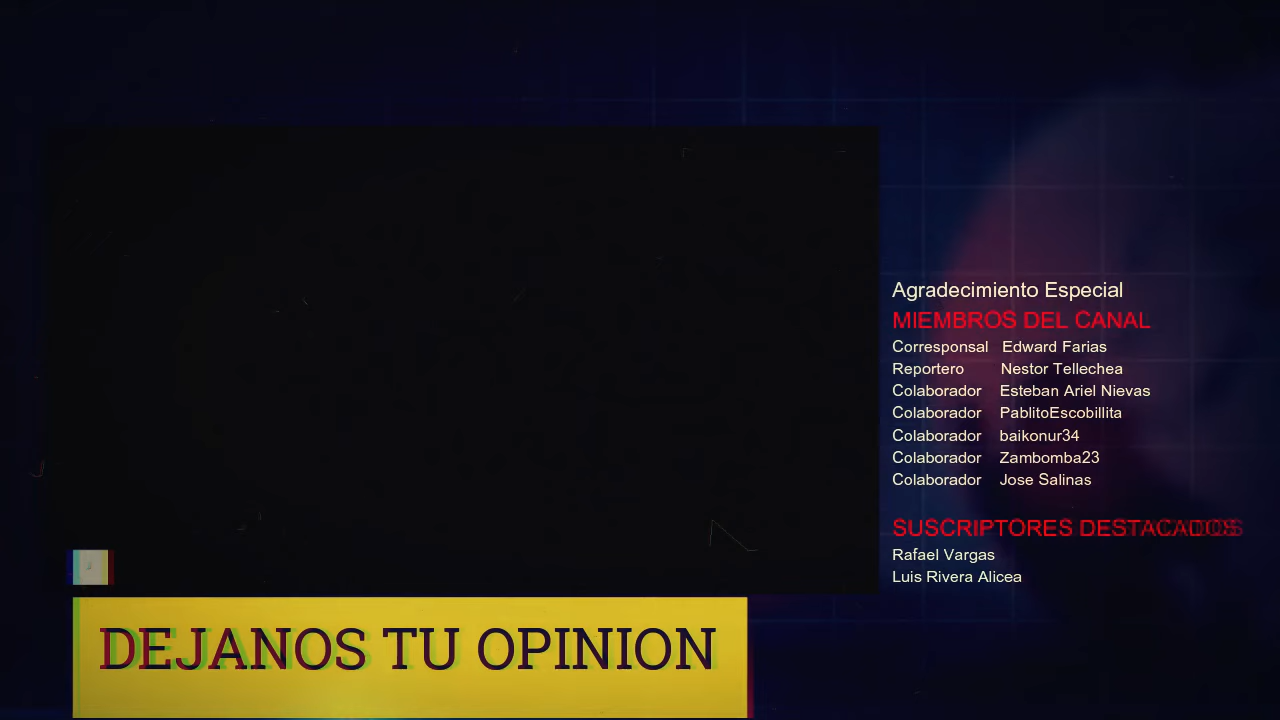 Agradecimiento Especial
MIEMBROS DEL CANAL
Corresponsal Edward Farias
Reportero Nestor Tellechea
Colaborador Esteban Ariel Nievas
Colaborador PablitoEscobillita
Colaborador baikonur34
Colaborador Zambomba23
Colaborador Jose Salinas
SUSCRIPTORES DESTACADOS
Rafael Vargas
Luis Rivera Alicea
DEJANOS TU OPINION